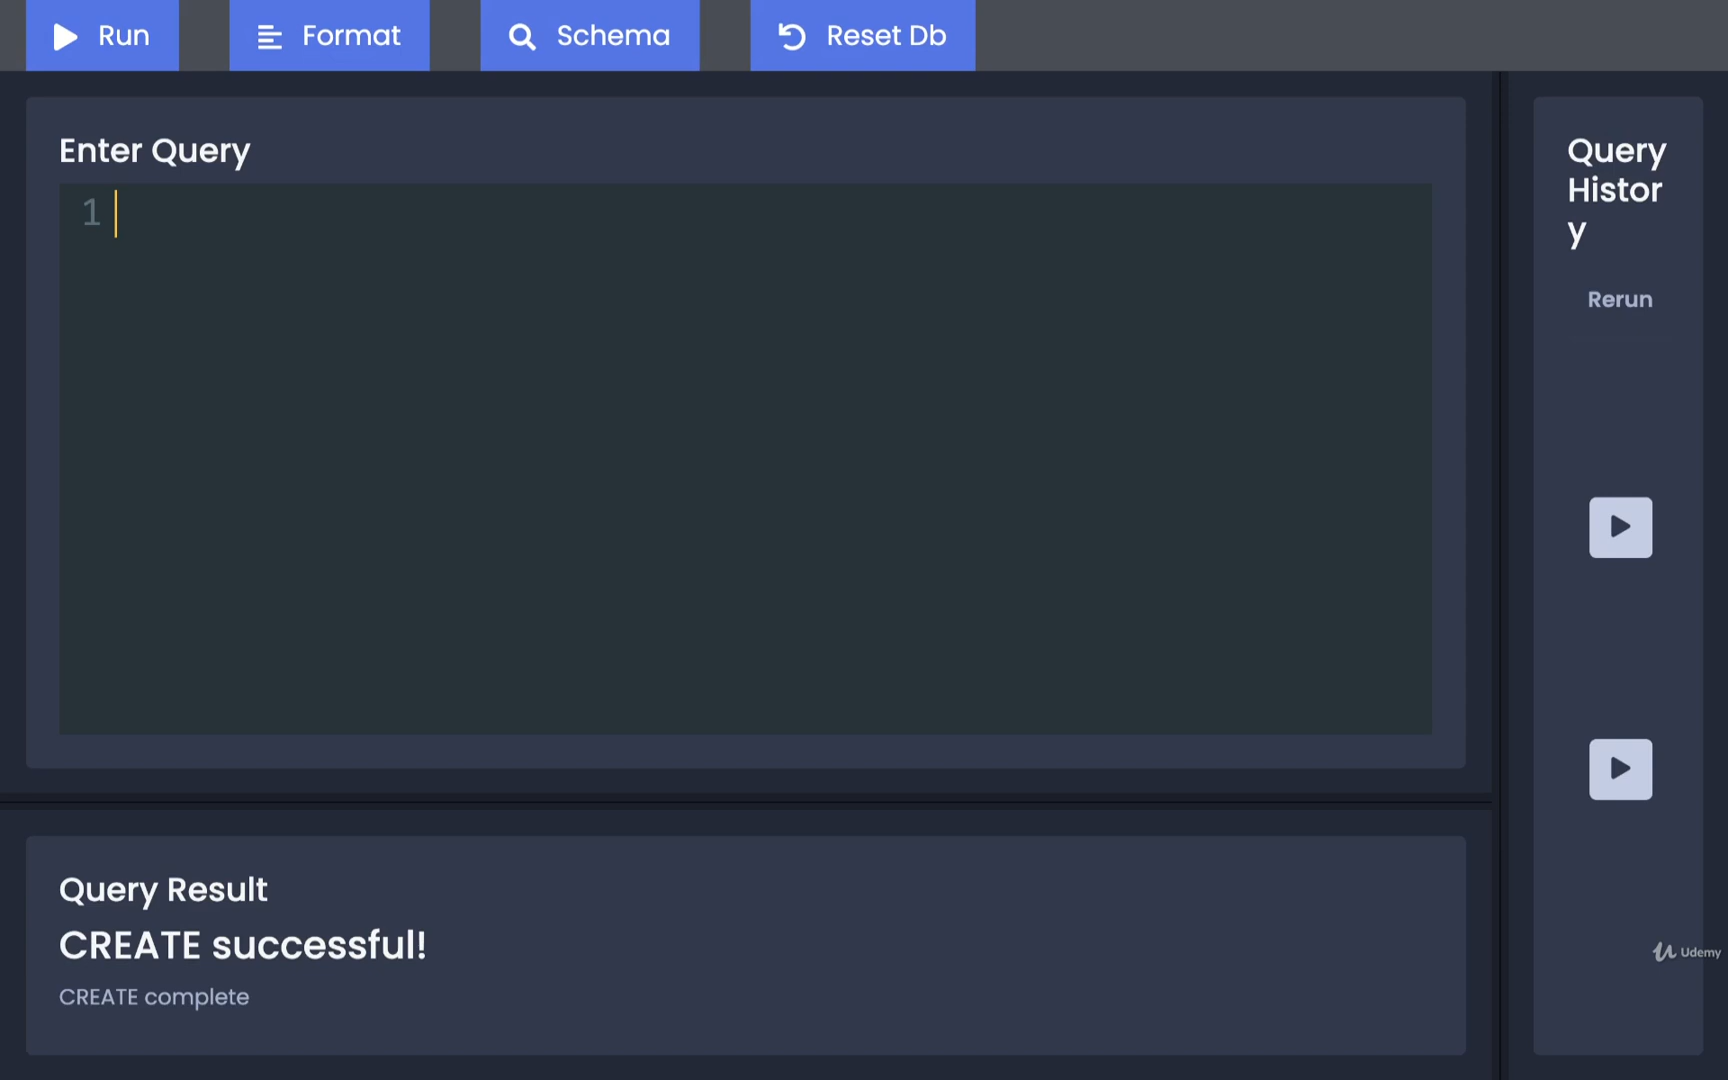 Run
Format
Schema
Reset Db
Enter Query
1
Query Result
CREATE successful!
CREATE complete
Query
Histor
y
Rerun
Udemy